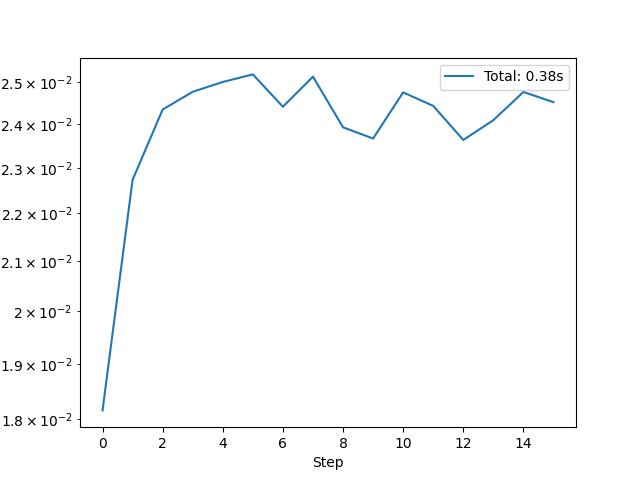 Total: 0.38s
2.5 × 10⁻²
2.4 × 10⁻²
2.3 × 10⁻²
2.2 × 10⁻²
2.1 × 10⁻²
2 × 10⁻²
1.9 × 10⁻²
1.8 × 10⁻²
0 2 4 6 8 10 12 14
Step